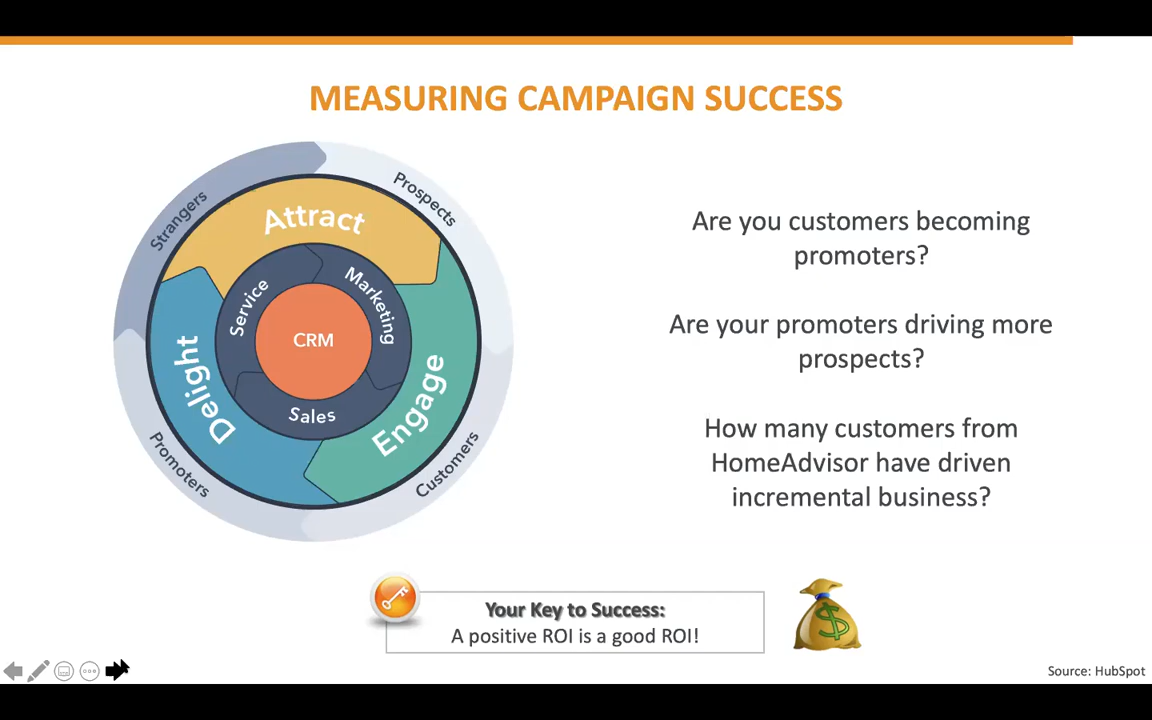 MEASURING CAMPAIGN SUCCESS
Strangers
Prospects
Attract
Service
Marketing
CRM
Delight
Engage
Sales
Promoters
Customers
Are you customers becoming
promoters?
Are your promoters driving more
prospects?
How many customers from
HomeAdvisor have driven
incremental business?
Your Key to Success:
A positive ROI is a good ROI!
$
Source: HubSpot